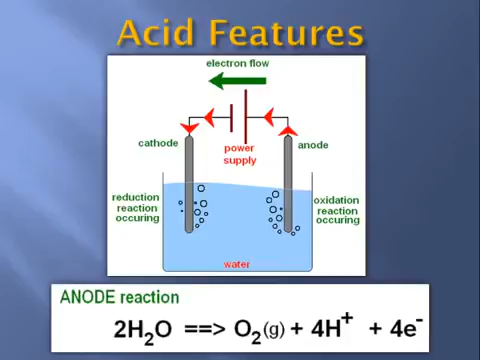 Acid Features
electron flow
cathode
power
supply
anode
reduction
reaction
occuring
oxidation
reaction
occuring
water
ANODE reaction
2H₂O ==> O₂(g) + 4H⁺ + 4e⁻